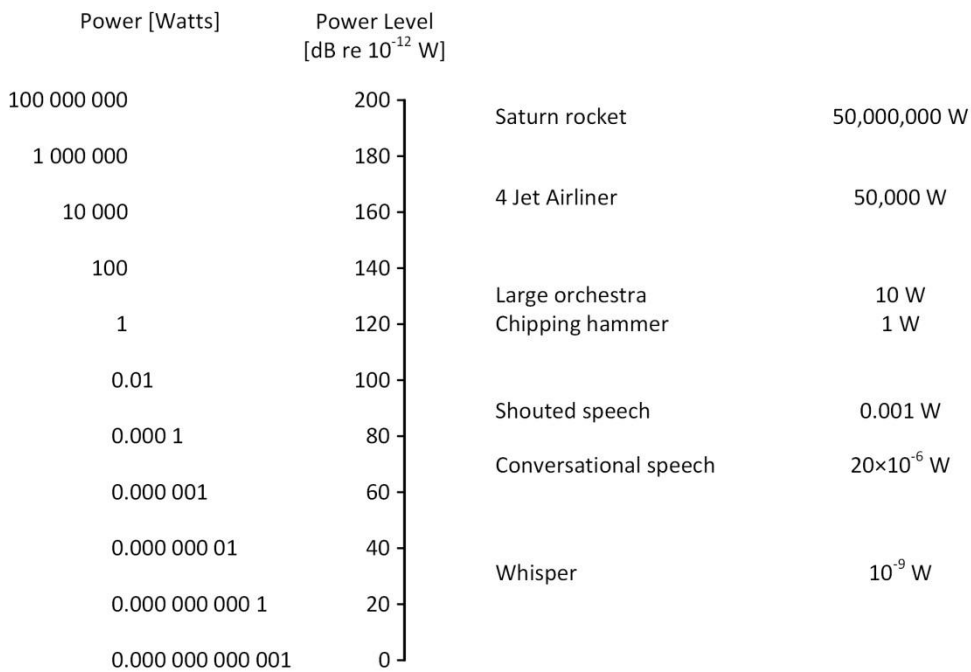 Power [Watts] Power Level
[dB re 10⁻¹² W]
100 000 000 200
Saturn rocket 50,000,000 W
1 000 000 180
4 Jet Airliner 50,000 W
10 000 160
100 140
Large orchestra 10 W
1 120 Chipping hammer 1 W
0.01 100
Shouted speech 0.001 W
0.000 1 80
Conversational speech 20×10⁻⁶ W
0.000 001 60
0.000 000 01 40
Whisper 10⁻⁹ W
0.000 000 000 1 20
0.000 000 000 001 0